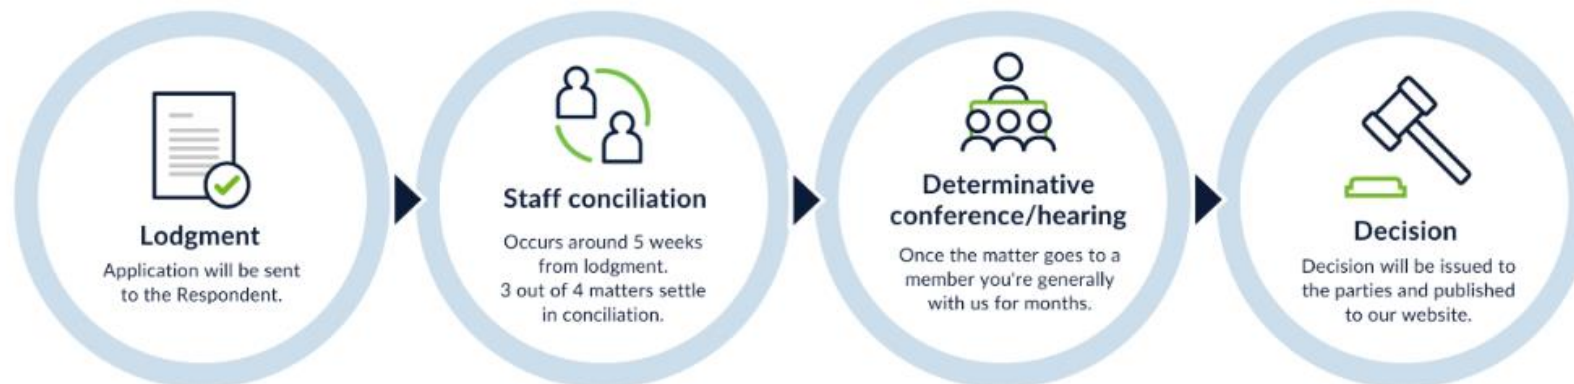 Lodgment
Application will be sent
to the Respondent.
Staff conciliation
Occurs around 5 weeks
from lodgment.
3 out of 4 matters settle
in conciliation.
Determinative
conference/hearing
Once the matter goes to a
member you're generally
with us for months.
Decision
Decision will be issued to
the parties and published
to our website.